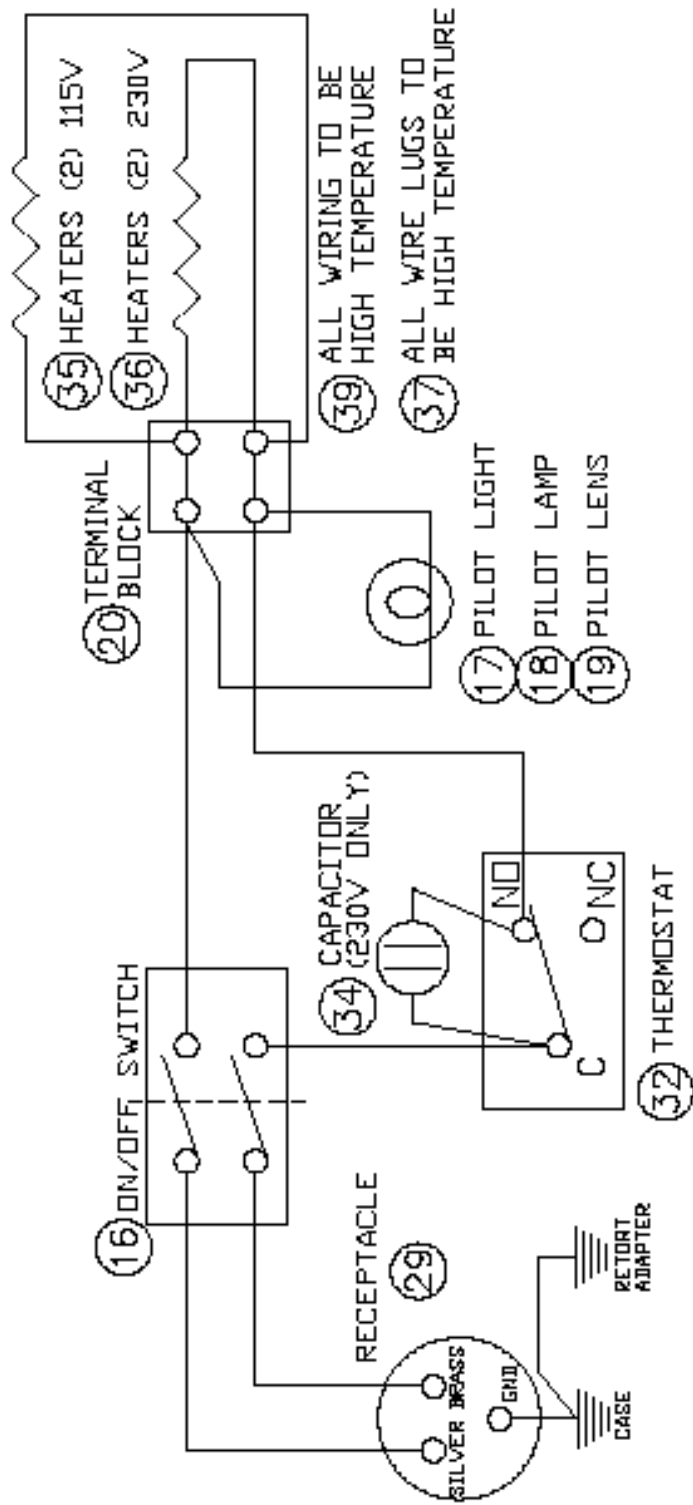 16 ON/OFF SWITCH
20 TERMINAL
BLOCK
35 HEATERS (2) 115V
36 HEATERS (2) 230V
39 ALL WIRING TO BE
HIGH TEMPERATURE
37 ALL WIRE LUGS TO
BE HIGH TEMPERATURE
RECEPTACLE
29
SILVER
BRASS
GND
CASE
RETORT
ADAPTER
34 CAPACITOR
(230V ONLY)
NO
NC
C
32 THERMOSTAT
17 PILOT LIGHT
18 PILOT LAMP
19 PILOT LENS